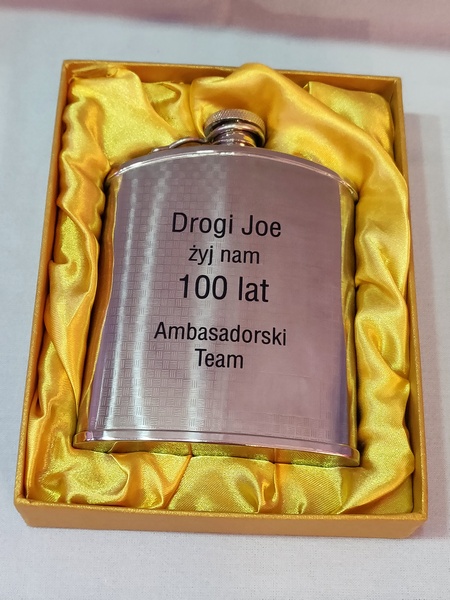 Drogi Joe
żyj nam
100 lat
Ambasadorski
Team